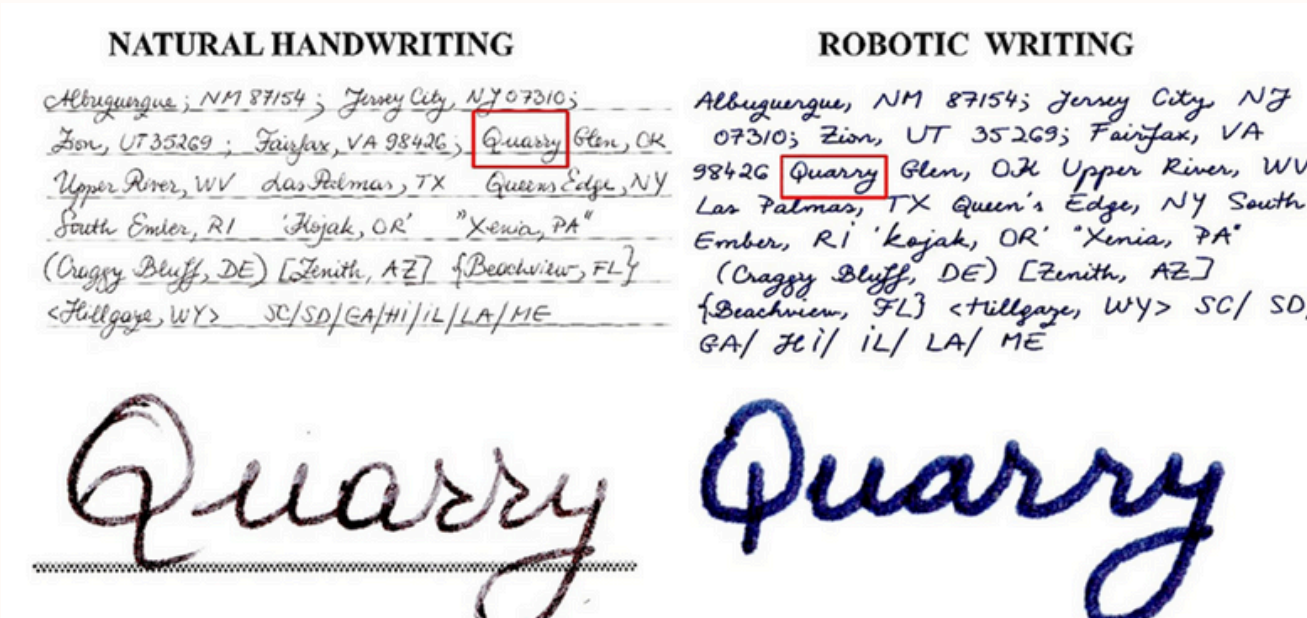 NATURAL HANDWRITING
Albuquerque; NM 87154; Jersey City, NJ 07310;
Zion, UT 35269; Fairfax, VA 98426; Quarry Glen, OK
Upper River, WV Las Palmas, TX Queens Edge, NY
South Ember, RI 'Kojak, OR' "Xenia, PA"
(Craggy Bluff, DE) [Zenith, AZ] {Beachview, FL}
<Hillgaze, WY> SC/SD/GA/HI/IL/LA/ME
Quarry
ROBOTIC WRITING
Albuquerque, NM 87154; Jersey City, NJ
07310; Zion, UT 35269; Fairfax, VA
98426 Quarry Glen, OK Upper River, WV
Las Palmas, TX Queen's Edge, NY South
Ember, RI 'Kojak, OR' "Xenia, PA"
(Craggy Bluff, DE) [Zenith, AZ]
{Beachview, FL} <Hillgaze, WY> SC/ SD/
GA/ HI/ IL/ LA/ ME
Quarry